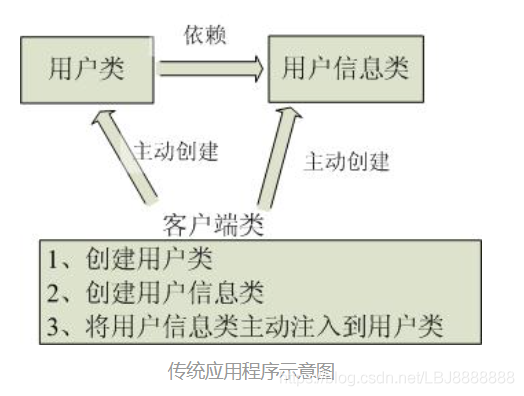 依赖
用户类
用户信息类
主动创建
主动创建
客户端类
1、创建用户类
2、创建用户信息类
3、将用户信息类主动注入到用户类
传统应用程序示意图
https://blog.csdn.net/LBJ8888888